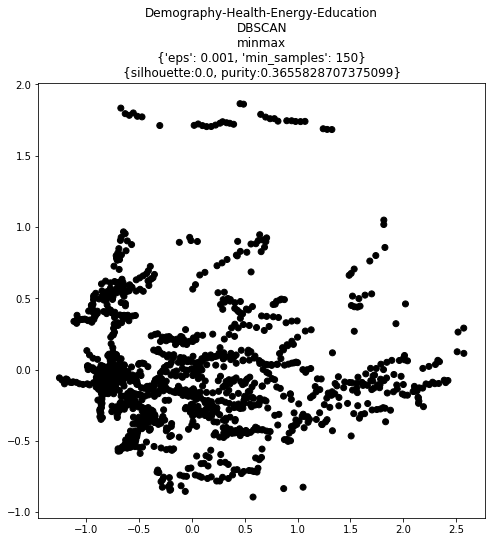 Demography-Health-Energy-Education
DBSCAN
minmax
{'eps': 0.001, 'min_samples': 150}
{silhouette:0.0, purity:0.3655828707375099}
2.0
1.5
1.0
0.5
0.0
−0.5
−1.0
−1.0 −0.5 0.0 0.5 1.0 1.5 2.0 2.5